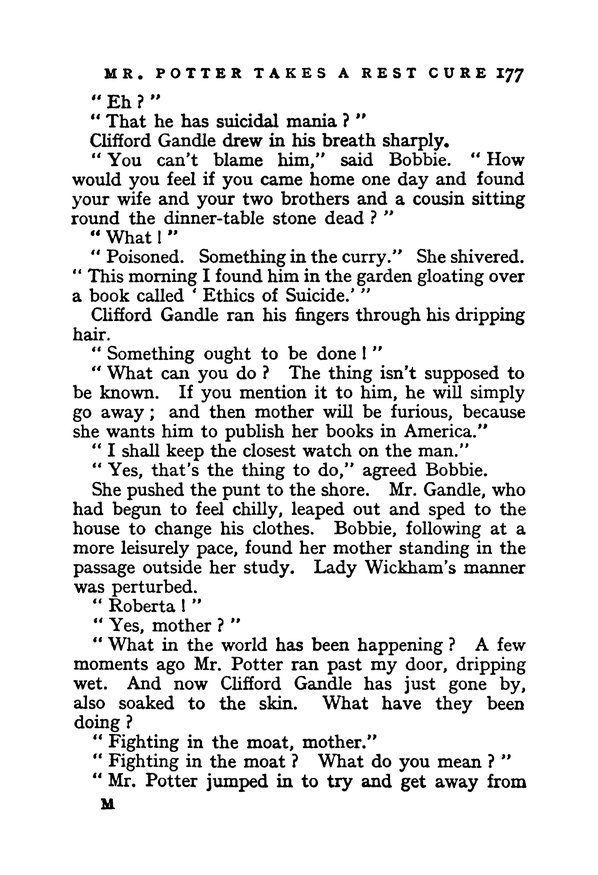 MR. POTTER TAKES A REST CURE 177
“ Eh ? ”
“ That he has suicidal mania ? ”
Clifford Gandle drew in his breath sharply.
“ You can’t blame him,” said Bobbie. “ How
would you feel if you came home one day and found
your wife and your two brothers and a cousin sitting
round the dinner-table stone dead ? ”
“ What ! ”
“ Poisoned. Something in the curry.” She shivered.
“ This morning I found him in the garden gloating over
a book called ‘ Ethics of Suicide.’ ”
Clifford Gandle ran his fingers through his dripping
hair.
“ Something ought to be done ! ”
“ What can you do ? The thing isn’t supposed to
be known. If you mention it to him, he will simply
go away ; and then mother will be furious, because
she wants him to publish her books in America.”
“ I shall keep the closest watch on the man.”
“ Yes, that’s the thing to do,” agreed Bobbie.
She pushed the punt to the shore. Mr. Gandle, who
had begun to feel chilly, leaped out and sped to the
house to change his clothes. Bobbie, following at a
more leisurely pace, found her mother standing in the
passage outside her study. Lady Wickham’s manner
was perturbed.
“ Roberta ! ”
“ Yes, mother ? ”
“ What in the world has been happening ? A few
moments ago Mr. Potter ran past my door, dripping
wet. And now Clifford Gandle has just gone by,
also soaked to the skin. What have they been
doing ?
“ Fighting in the moat, mother.”
“ Fighting in the moat ? What do you mean ? ”
“ Mr. Potter jumped in to try and get away from
M